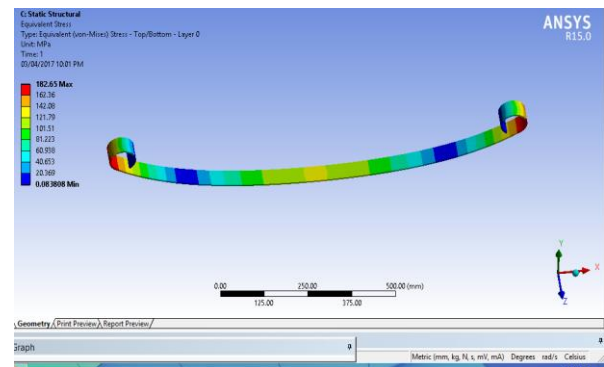 C: Static Structural
Equivalent Stress
Type: Equivalent (von-Mises) Stress - Top/Bottom - Layer 0
Unit: MPa
Time: 1
03/04/2017 10:01 PM
182.65 Max
162.36
142.08
121.79
101.51
81.223
60.938
40.653
20.369
0.083808 Min
ANSYS
R15.0
Y
X
Z
0.00 250.00 500.00 (mm)
125.00 375.00
Geometry Print Preview Report Preview
Graph
Metric (mm, kg, N, s, mV, mA) Degrees rad/s Celsius